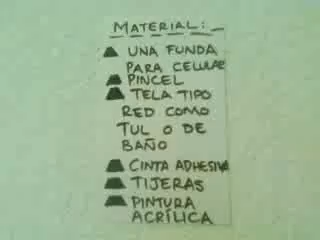 MATERIAL:
UNA FUNDA
PARA CELULAR
PINCEL
TELA TIPO
RED COMO
TUL O DE
BAÑO
CINTA ADHESIVA
TIJERAS
PINTURA
ACRÍLICA